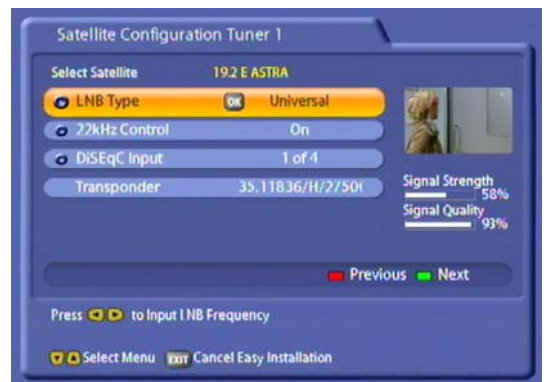 Satellite Configuration Tuner 1
Select Satellite 19.2 E ASTRA
LNB Type OK Universal
22kHz Control On
DiSEqC Input 1 of 4
Transponder 35.11836/H/2750(
Signal Strength
58%
Signal Quality
93%
Previous Next
Press to Input LNB Frequency
Select Menu EXIT Cancel Easy Installation